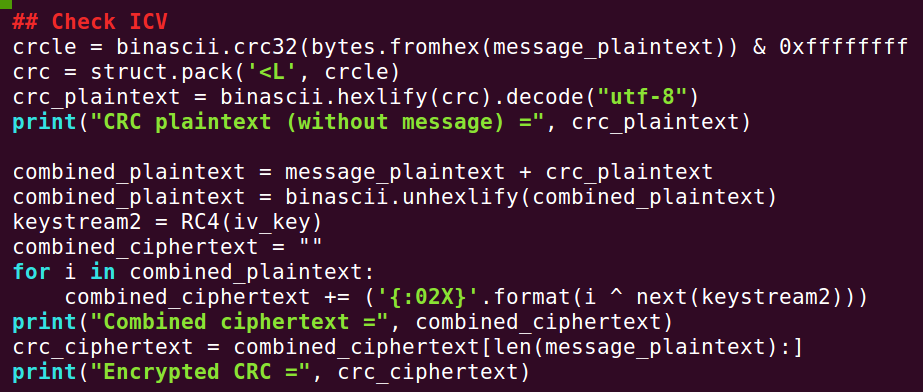 ## Check ICV
crcle = binascii.crc32(bytes.fromhex(message_plaintext)) & 0xffffffff
crc = struct.pack('<L', crcle)
crc_plaintext = binascii.hexlify(crc).decode("utf-8")
print("CRC plaintext (without message) =", crc_plaintext)

combined_plaintext = message_plaintext + crc_plaintext
combined_plaintext = binascii.unhexlify(combined_plaintext)
keystream2 = RC4(iv_key)
combined_ciphertext = ""
for i in combined_plaintext:
    combined_ciphertext += ('{:02X}'.format(i ^ next(keystream2)))
print("Combined ciphertext =", combined_ciphertext)
crc_ciphertext = combined_ciphertext[len(message_plaintext):]
print("Encrypted CRC =", crc_ciphertext)